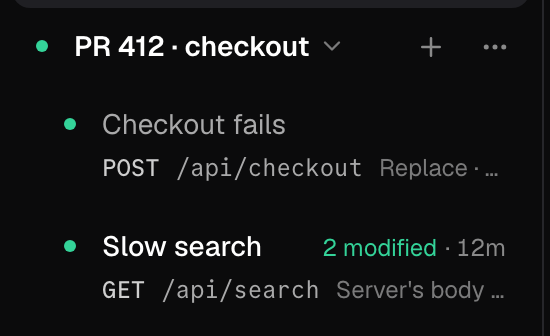 PR 412 · checkout
Checkout fails
POST /api/checkout Replace · …
Slow search 2 modified · 12m
GET /api/search Server's body …